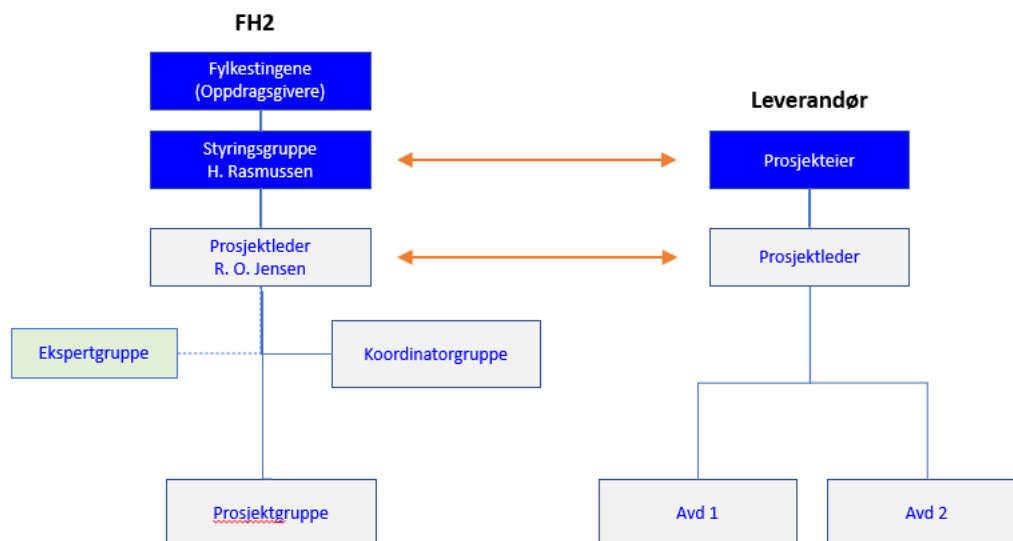 FH2
Fylkestingene
(Oppdragsgivere)
Styringsgruppe
H. Rasmussen
Prosjektleder
R. O. Jensen
Ekspertgruppe
Koordinatorgruppe
Prosjektgruppe
Leverandør
Prosjekteier
Prosjektleder
Avd 1
Avd 2